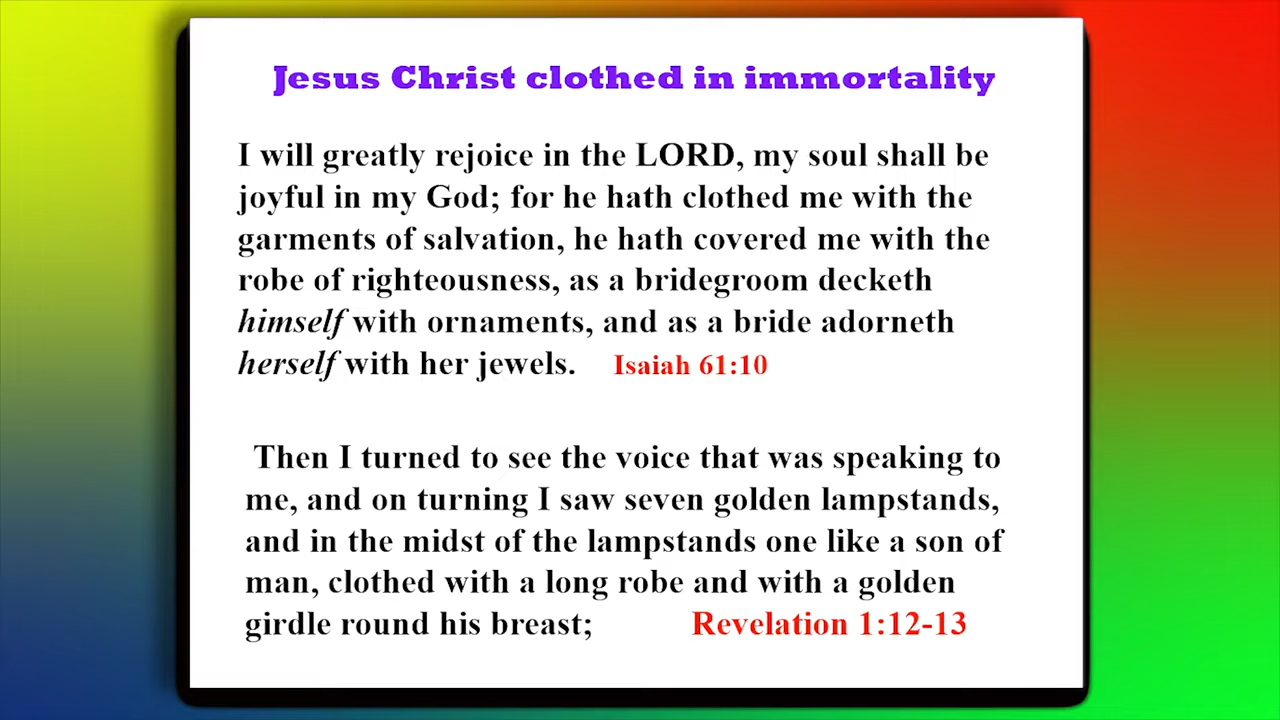 Jesus Christ clothed in immortality
I will greatly rejoice in the LORD, my soul shall be
joyful in my God; for he hath clothed me with the
garments of salvation, he hath covered me with the
robe of righteousness, as a bridegroom decketh
himself with ornaments, and as a bride adorneth
herself with her jewels. Isaiah 61:10
Then I turned to see the voice that was speaking to
me, and on turning I saw seven golden lampstands,
and in the midst of the lampstands one like a son of
man, clothed with a long robe and with a golden
girdle round his breast; Revelation 1:12-13